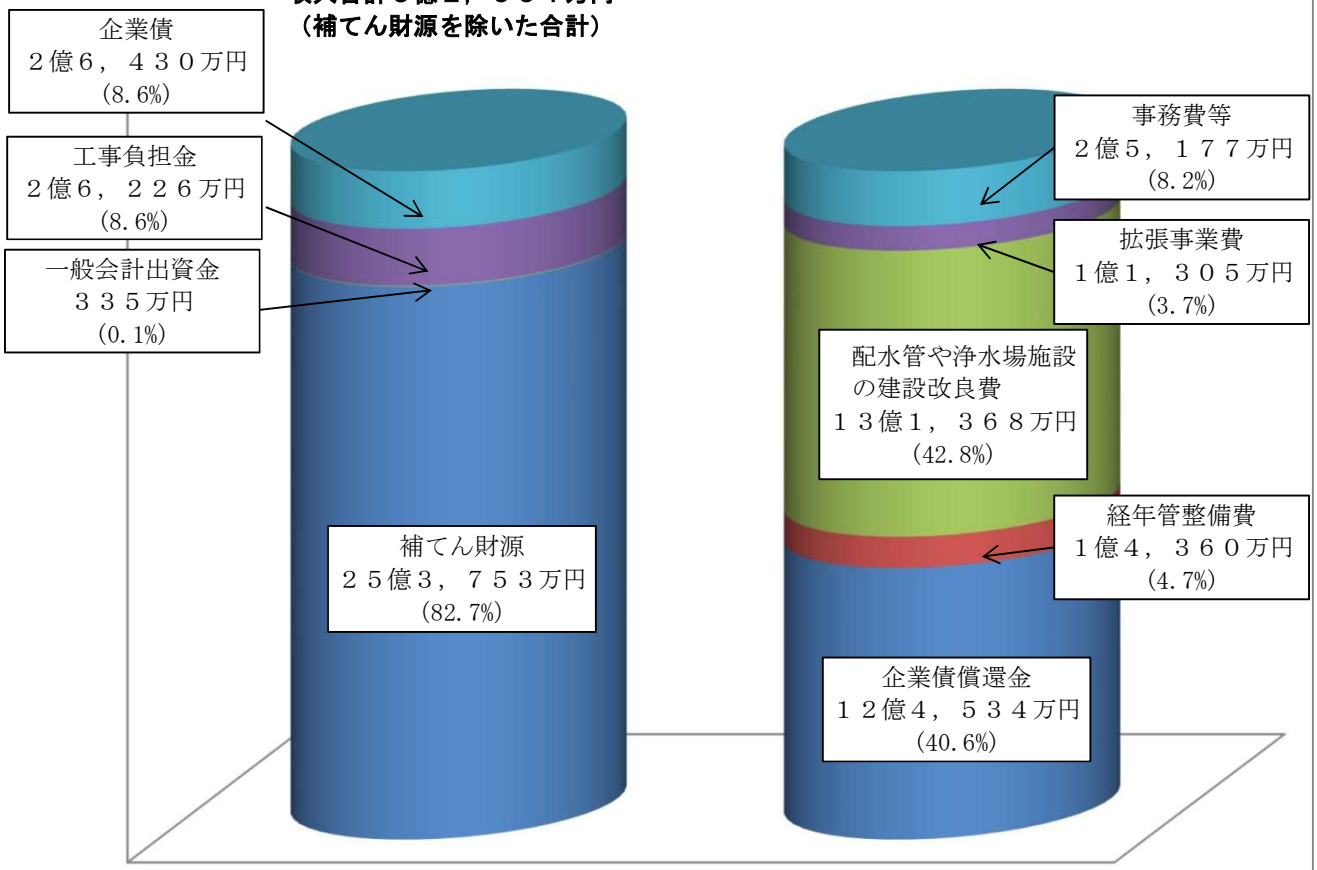 (補てん財源を除いた合計)
企業債
２億６，４３０万円
(8.6%)
工事負担金
２億６，２２６万円
(8.6%)
一般会計出資金
３３５万円
(0.1%)
補てん財源
２５億３，７５３万円
(82.7%)
事務費等
２億５，１７７万円
(8.2%)
拡張事業費
１億１，３０５万円
(3.7%)
配水管や浄水場施設
の建設改良費
１３億１，３６８万円
(42.8%)
経年管整備費
１億４，３６０万円
(4.7%)
企業債償還金
１２億４，５３４万円
(40.6%)